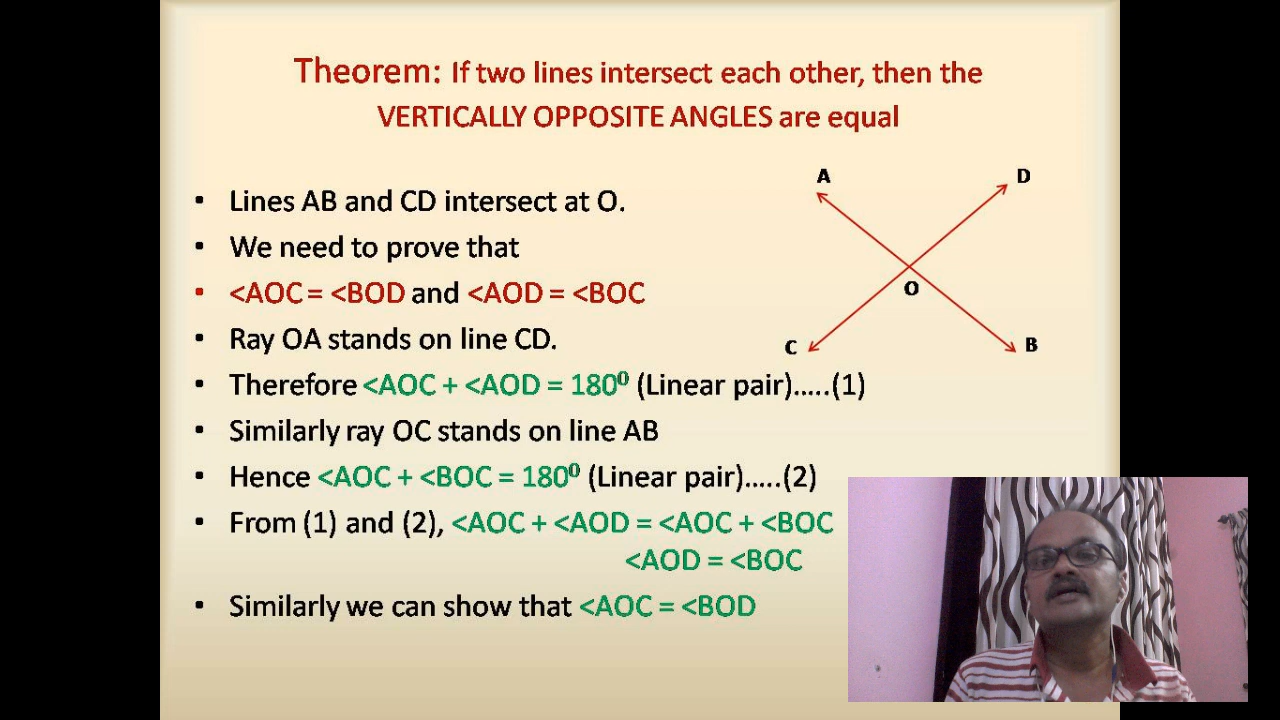 Theorem: If two lines intersect each other, then the
VERTICALLY OPPOSITE ANGLES are equal
• Lines AB and CD intersect at O.
• We need to prove that
• <AOC = <BOD and <AOD = <BOC
• Ray OA stands on line CD.
• Therefore <AOC + <AOD = 180⁰ (Linear pair)…..(1)
• Similarly ray OC stands on line AB
• Hence <AOC + <BOC = 180⁰ (Linear pair)…..(2)
• From (1) and (2), <AOC + <AOD = <AOC + <BOC
<AOD = <BOC
• Similarly we can show that <AOC = <BOD
A D
O
C B